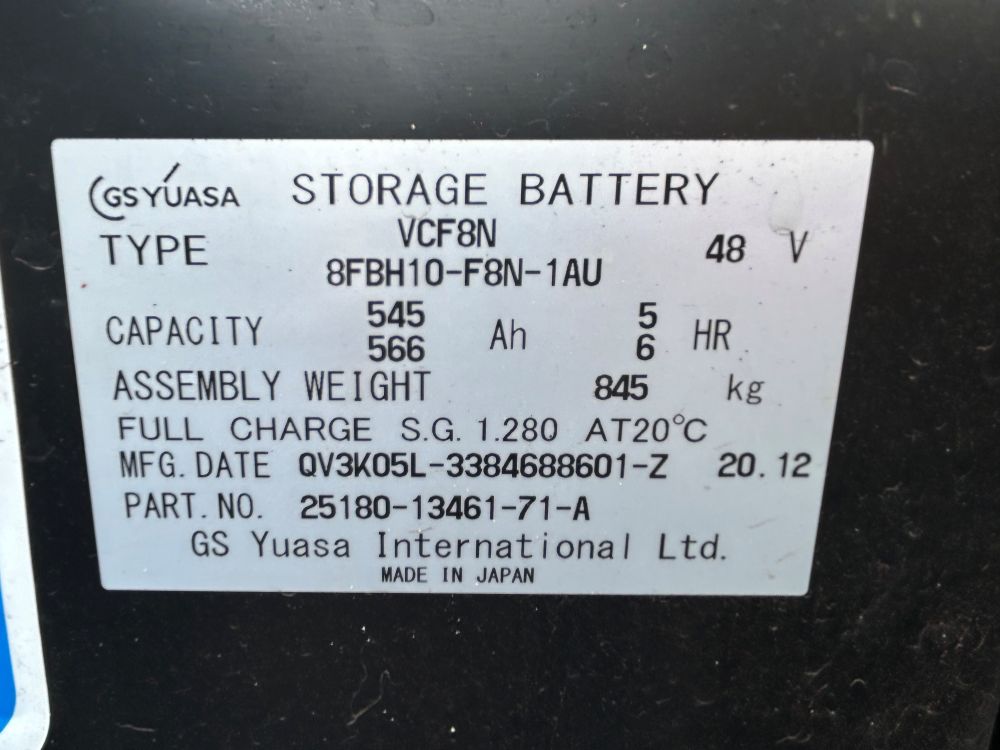 GS YUASA STORAGE BATTERY
TYPE VCF8N 48 V
8FBH10-F8N-1AU
CAPACITY 545 Ah 5 HR
566 6
ASSEMBLY WEIGHT 845 kg
FULL CHARGE S.G. 1.280 AT20℃
MFG. DATE QV3K05L-3384688601-Z 20.12
PART. NO. 25180-13461-71-A
GS Yuasa International Ltd.
MADE IN JAPAN